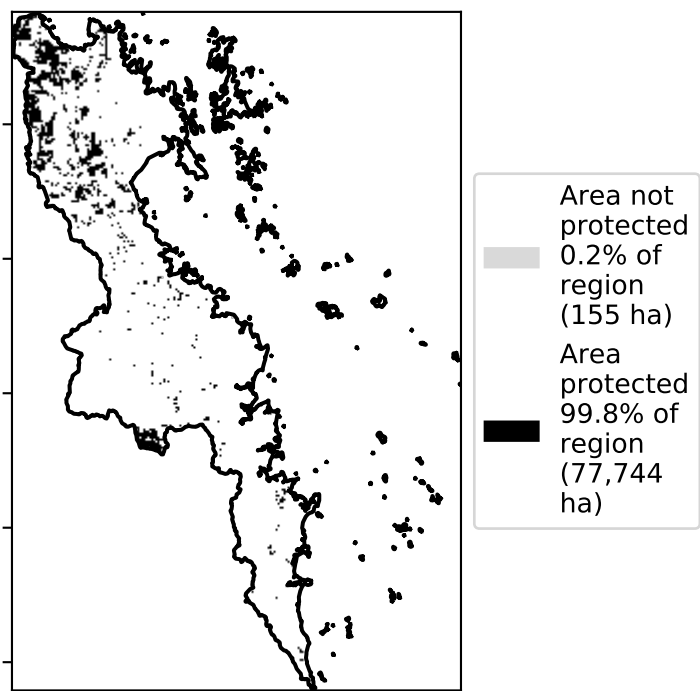 Area not
protected
0.2% of
region
(155 ha)
Area
protected
99.8% of
region
(77,744
ha)